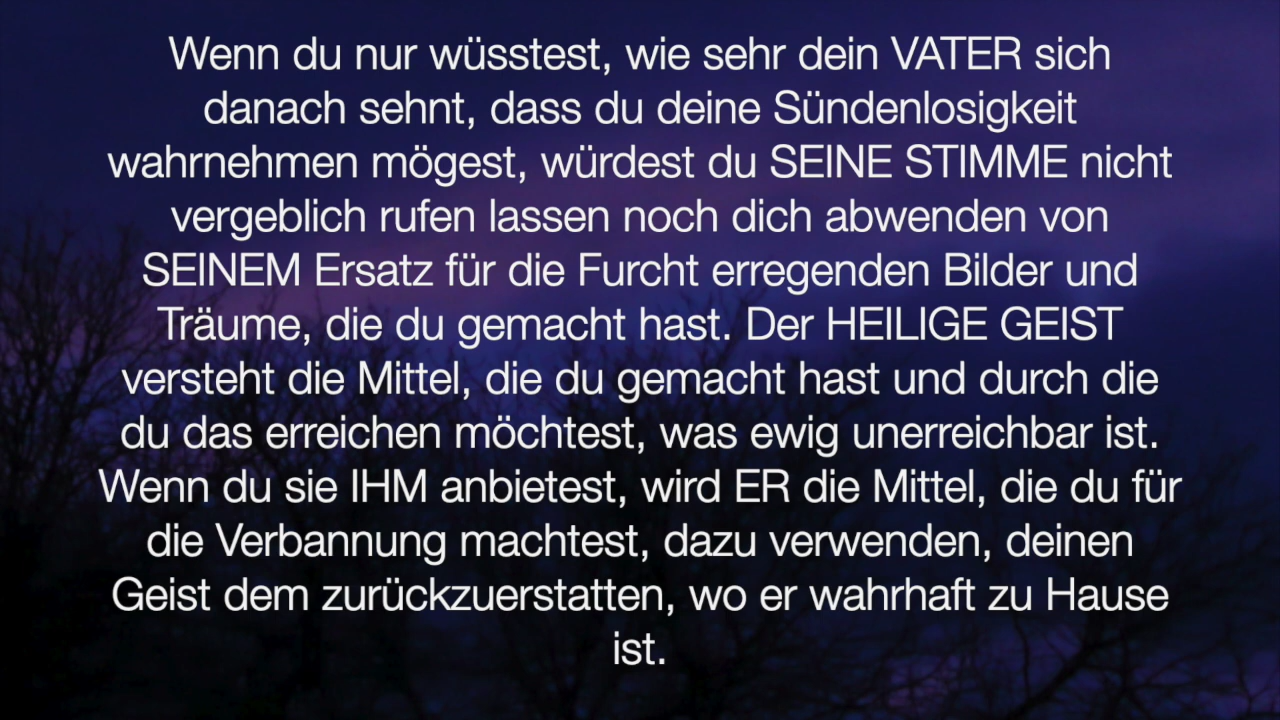 Wenn du nur wüsstest, wie sehr dein VATER sich
danach sehnt, dass du deine Sündenlosigkeit
wahrnehmen mögest, würdest du SEINE STIMME nicht
vergeblich rufen lassen noch dich abwenden von
SEINEM Ersatz für die Furcht erregenden Bilder und
Träume, die du gemacht hast. Der HEILIGE GEIST
versteht die Mittel, die du gemacht hast und durch die
du das erreichen möchtest, was ewig unerreichbar ist.
Wenn du sie IHM anbietest, wird ER die Mittel, die du für
die Verbannung machtest, dazu verwenden, deinen
Geist dem zurückzuerstatten, wo er wahrhaft zu Hause
ist.